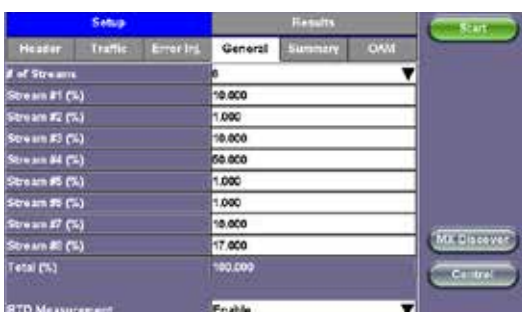 Setup Results
Start
Header Traffic Error Inj. General Summary OAM
# of Streams 8
Stream #1 (%) 10.000
Stream #2 (%) 1.000
Stream #3 (%) 10.000
Stream #4 (%) 50.000
Stream #5 (%) 1.000
Stream #6 (%) 1.000
Stream #7 (%) 10.000
Stream #8 (%) 17.000
Total (%) 100.000
RTD Measurement Enable
MX Discover
Control